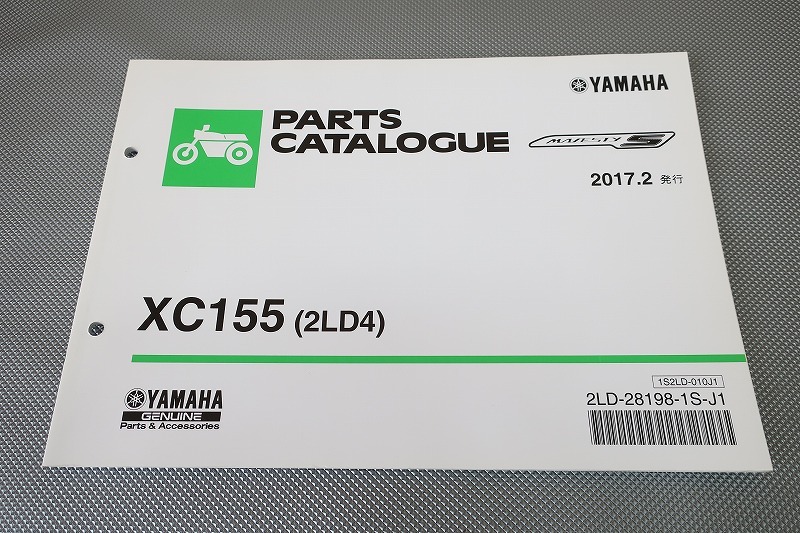 YAMAHA
PARTS
CATALOGUE
MAJESTY S
2017.2 発行
XC155 (2LD4)
1S2LD-010J1
2LD-28198-1S-J1
YAMAHA
GENUINE
Parts & Accessories